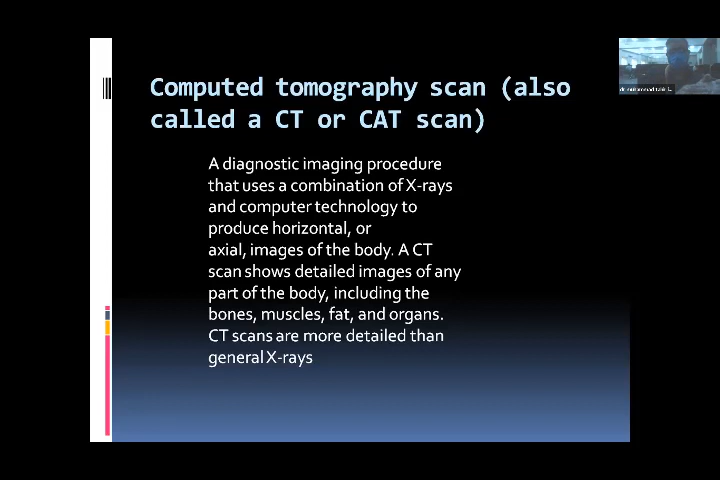 Computed tomography scan (also
called a CT or CAT scan)
A diagnostic imaging procedure
that uses a combination of X-rays
and computer technology to
produce horizontal, or
axial, images of the body. A CT
scan shows detailed images of any
part of the body, including the
bones, muscles, fat, and organs.
CT scans are more detailed than
general X-rays